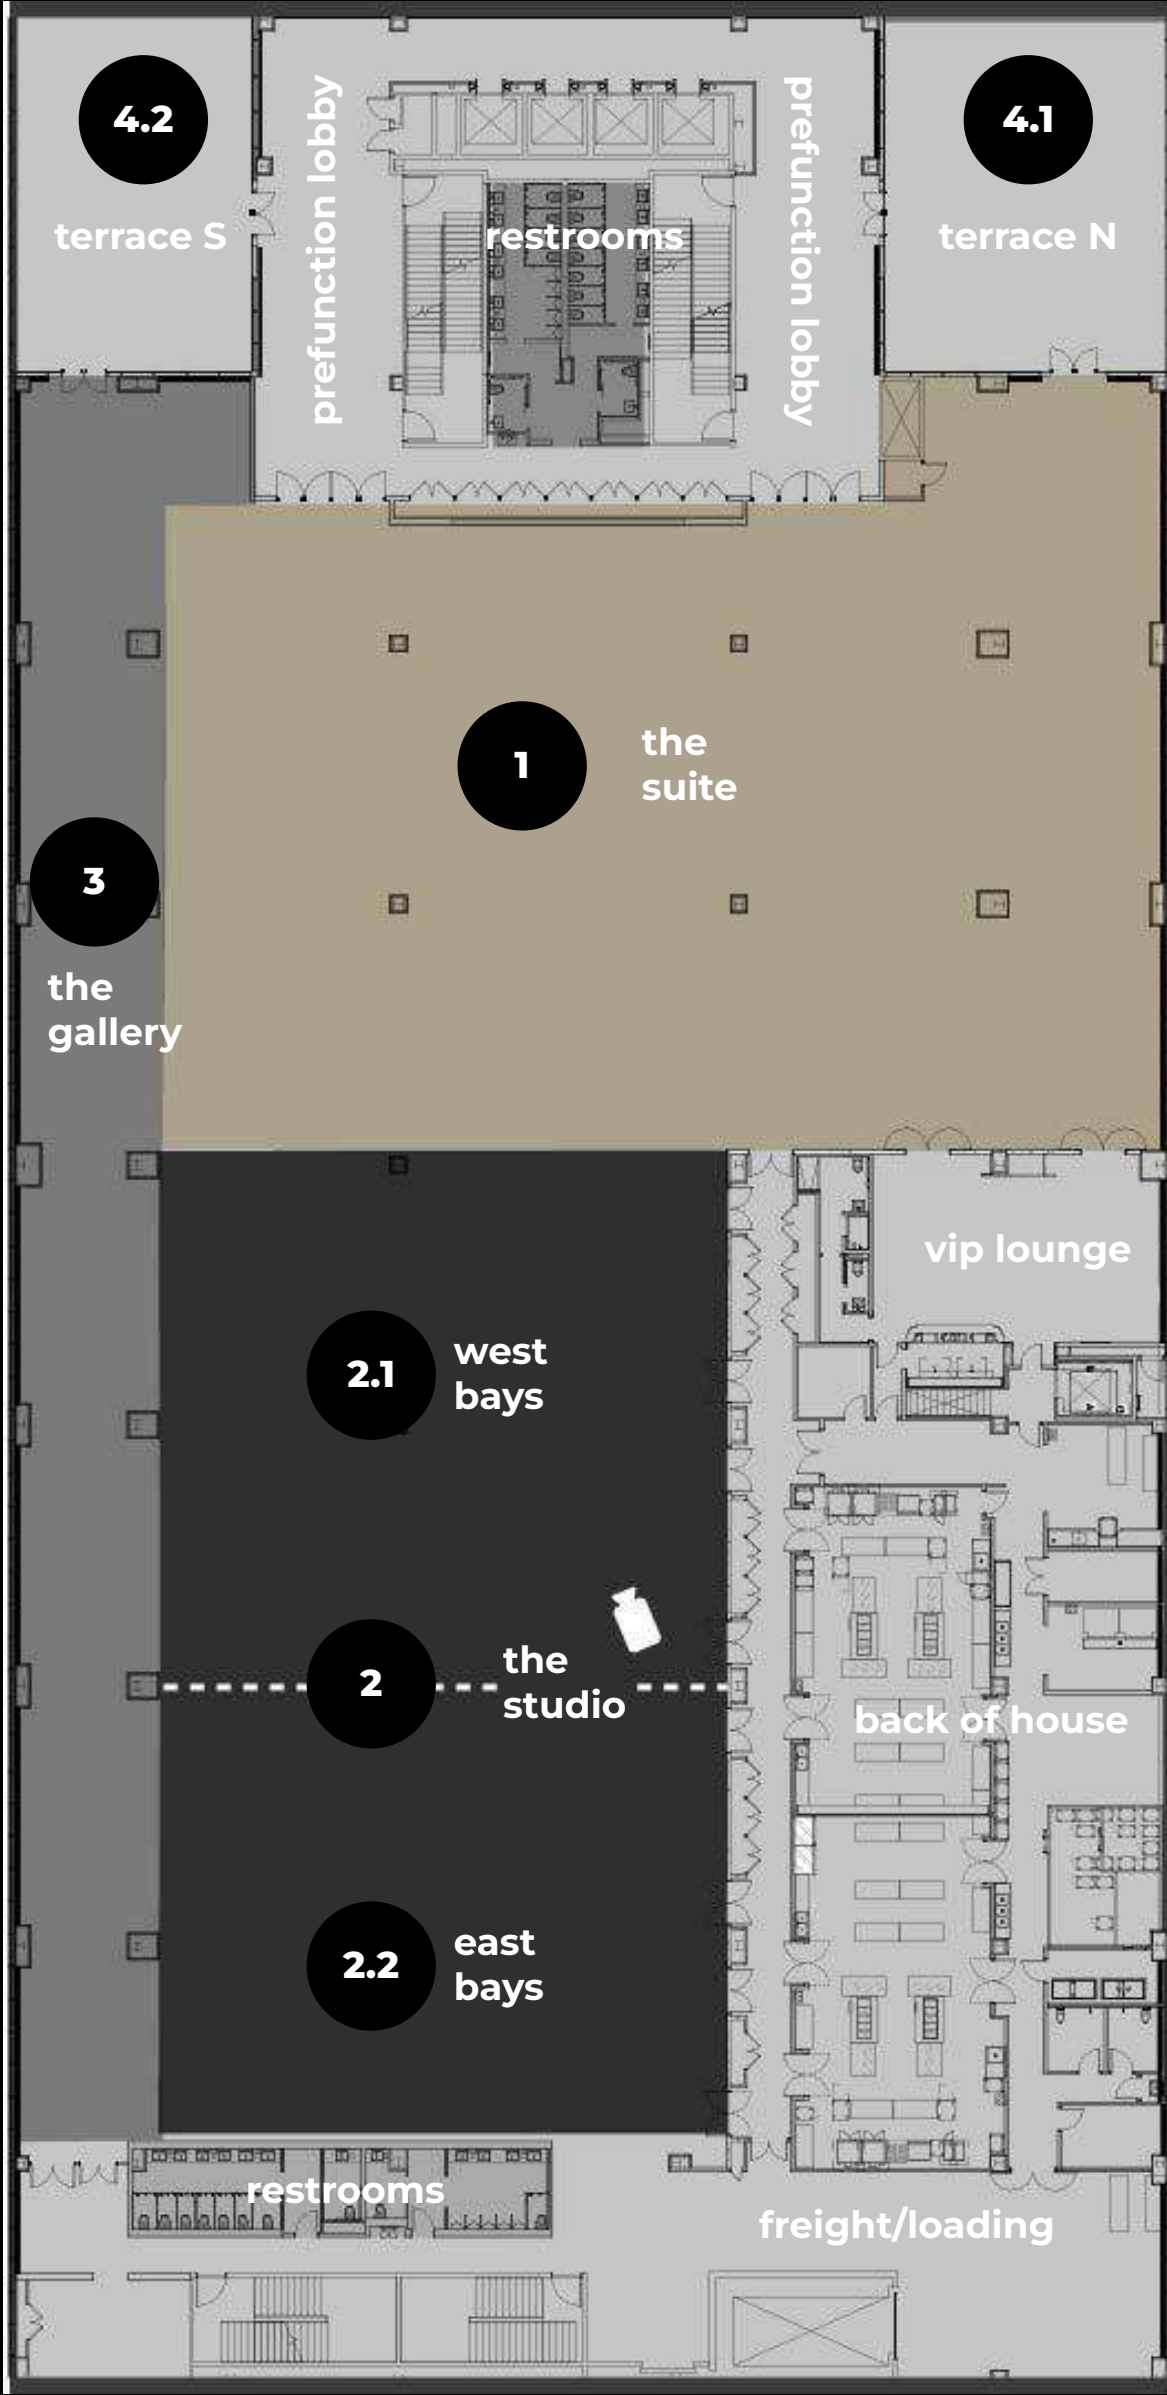 4.2
4.1
prefunction lobby
prefunction lobby
terrace S
restrooms
terrace N
1
the
suite
3
the
gallery
vip lounge
2.1
west
bays
2
the
studio
back of house
2.2
east
bays
restrooms
freight/loading